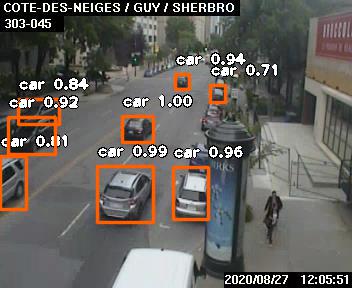 COTE-DES-NEIGES / GUY / SHERBRO
303-045
car 0.94
car 0.71
car 0.84
car 0.92
car 1.00
car 0.81
car 0.99
car 0.96
2020/08/27 12:05:51